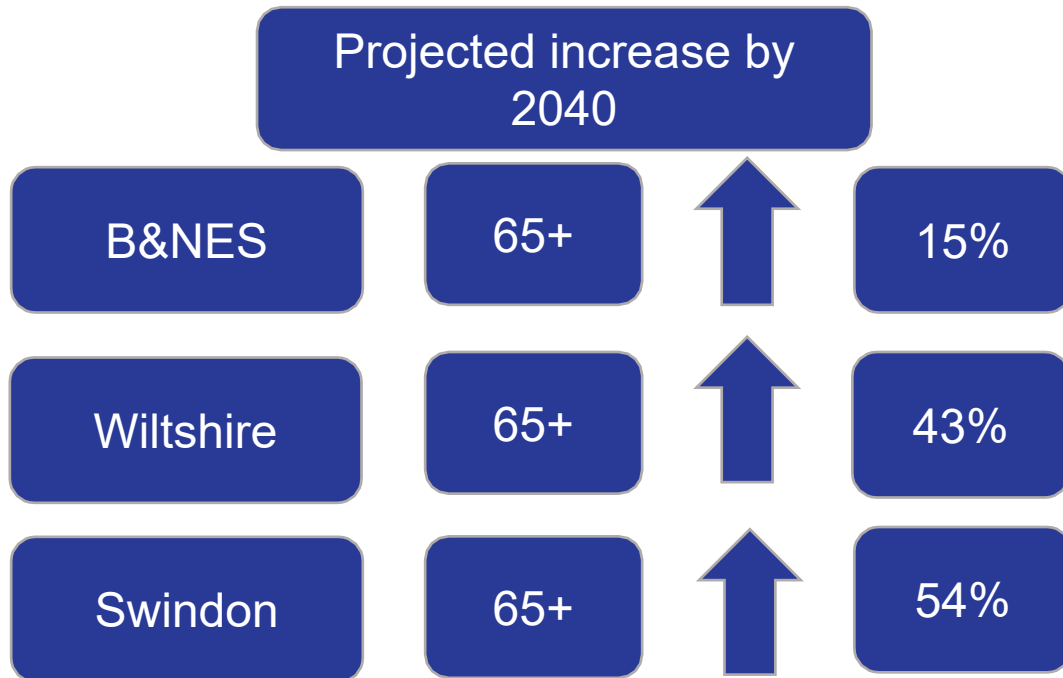 Projected increase by
2040
B&NES 65+ 15%
Wiltshire 65+ 43%
Swindon 65+ 54%